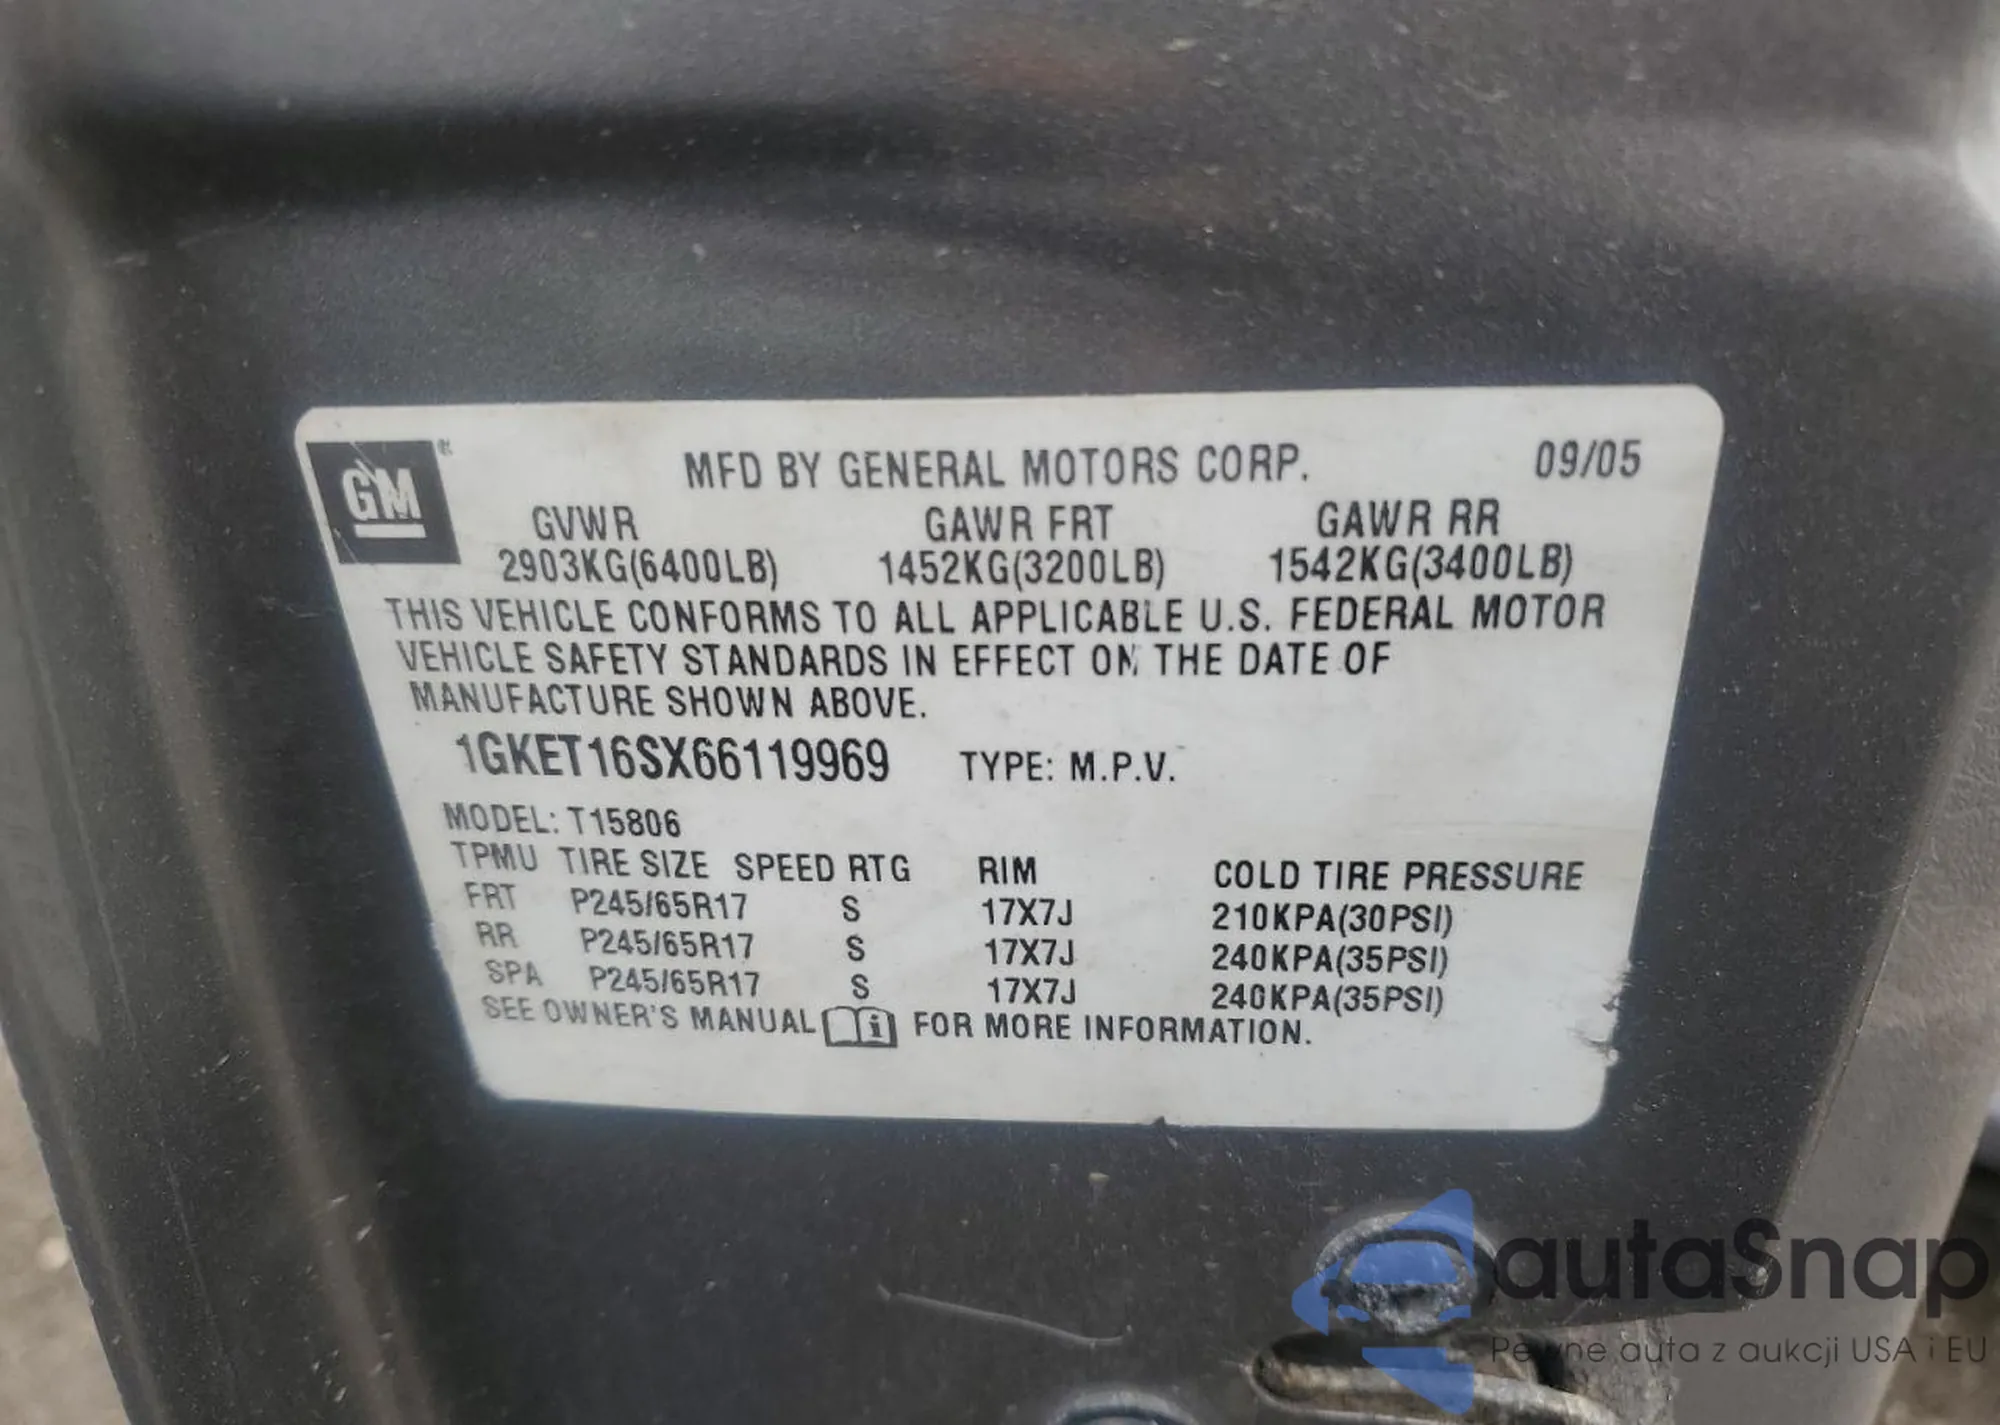 GM®
MFD BY GENERAL MOTORS CORP. 09/05
GVWR GAWR FRT GAWR RR
2903KG(6400LB) 1452KG(3200LB) 1542KG(3400LB)
THIS VEHICLE CONFORMS TO ALL APPLICABLE U.S. FEDERAL MOTOR
VEHICLE SAFETY STANDARDS IN EFFECT ON THE DATE OF
MANUFACTURE SHOWN ABOVE.
1GKET16SX66119969 TYPE: M.P.V.
MODEL: T15806
TPMU TIRE SIZE SPEED RTG RIM COLD TIRE PRESSURE
FRT P245/65R17 S 17X7J 210KPA(30PSI)
RR P245/65R17 S 17X7J 240KPA(35PSI)
SPA P245/65R17 S 17X7J 240KPA(35PSI)
SEE OWNER'S MANUAL i FOR MORE INFORMATION.
autaSnap
Pewne auta z aukcji USA i EU